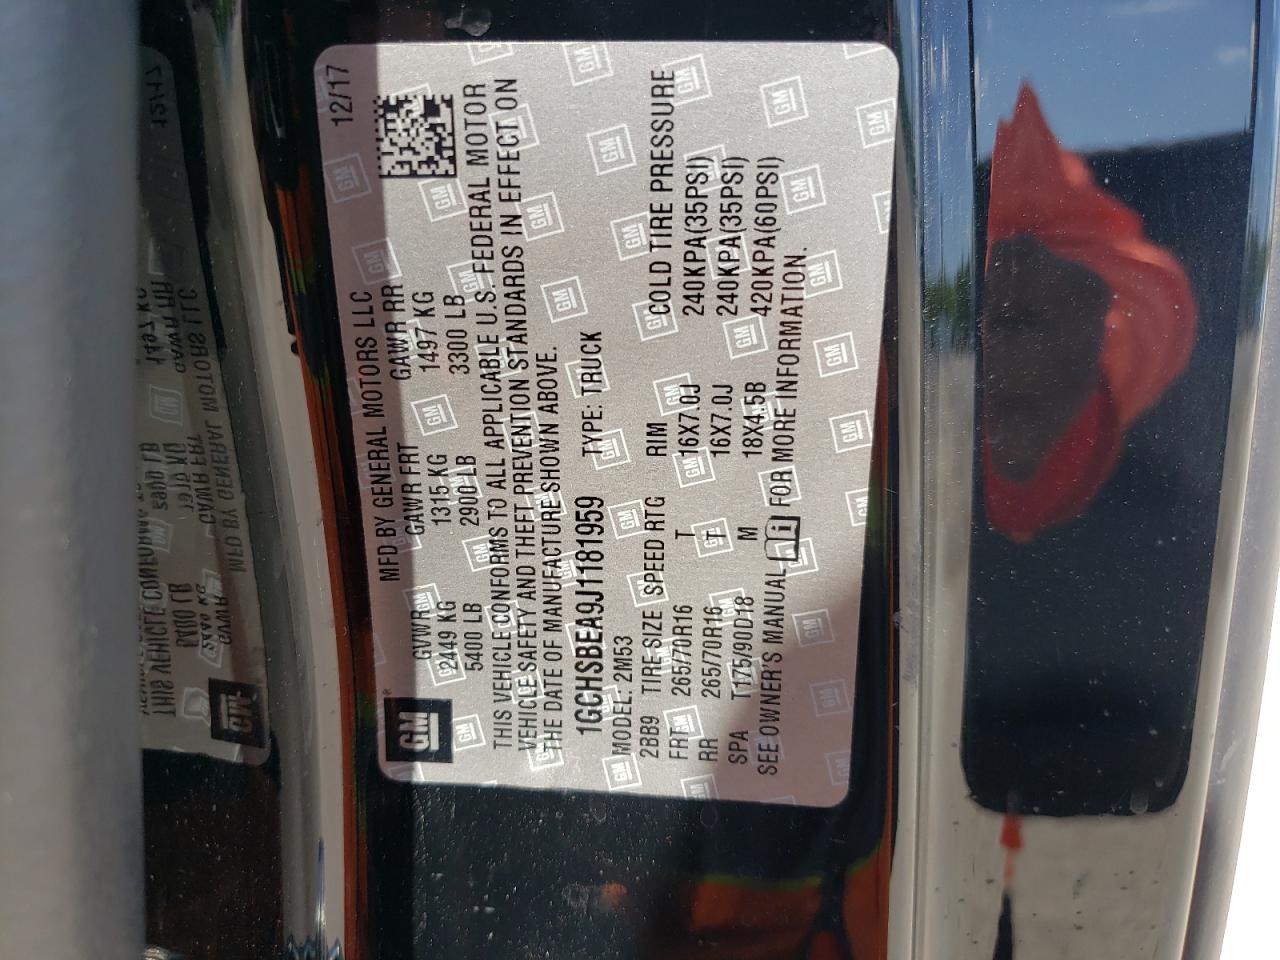 12/17
GM®
MFD BY GENERAL MOTORS LLC
GVWR GAWR FRT GAWR RR
2449 KG 1315 KG 1497 KG
5400 LB 2900 LB 3300 LB
THIS VEHICLE CONFORMS TO ALL APPLICABLE U.S. FEDERAL MOTOR
VEHICLE SAFETY AND THEFT PREVENTION STANDARDS IN EFFECT ON
THE DATE OF MANUFACTURE SHOWN ABOVE.
1GCHSBEA9J1181959 TYPE: TRUCK
MODEL: 2M53
2BB9 TIRE SIZE SPEED RTG RIM COLD TIRE PRESSURE
FRT 265/70R16 T 16X7.0J 240KPA(35PSI)
RR 265/70R16 T 16X7.0J 240KPA(35PSI)
SPA T175/90D18 M 18X4.5B 420KPA(60PSI)
SEE OWNER'S MANUAL i FOR MORE INFORMATION.